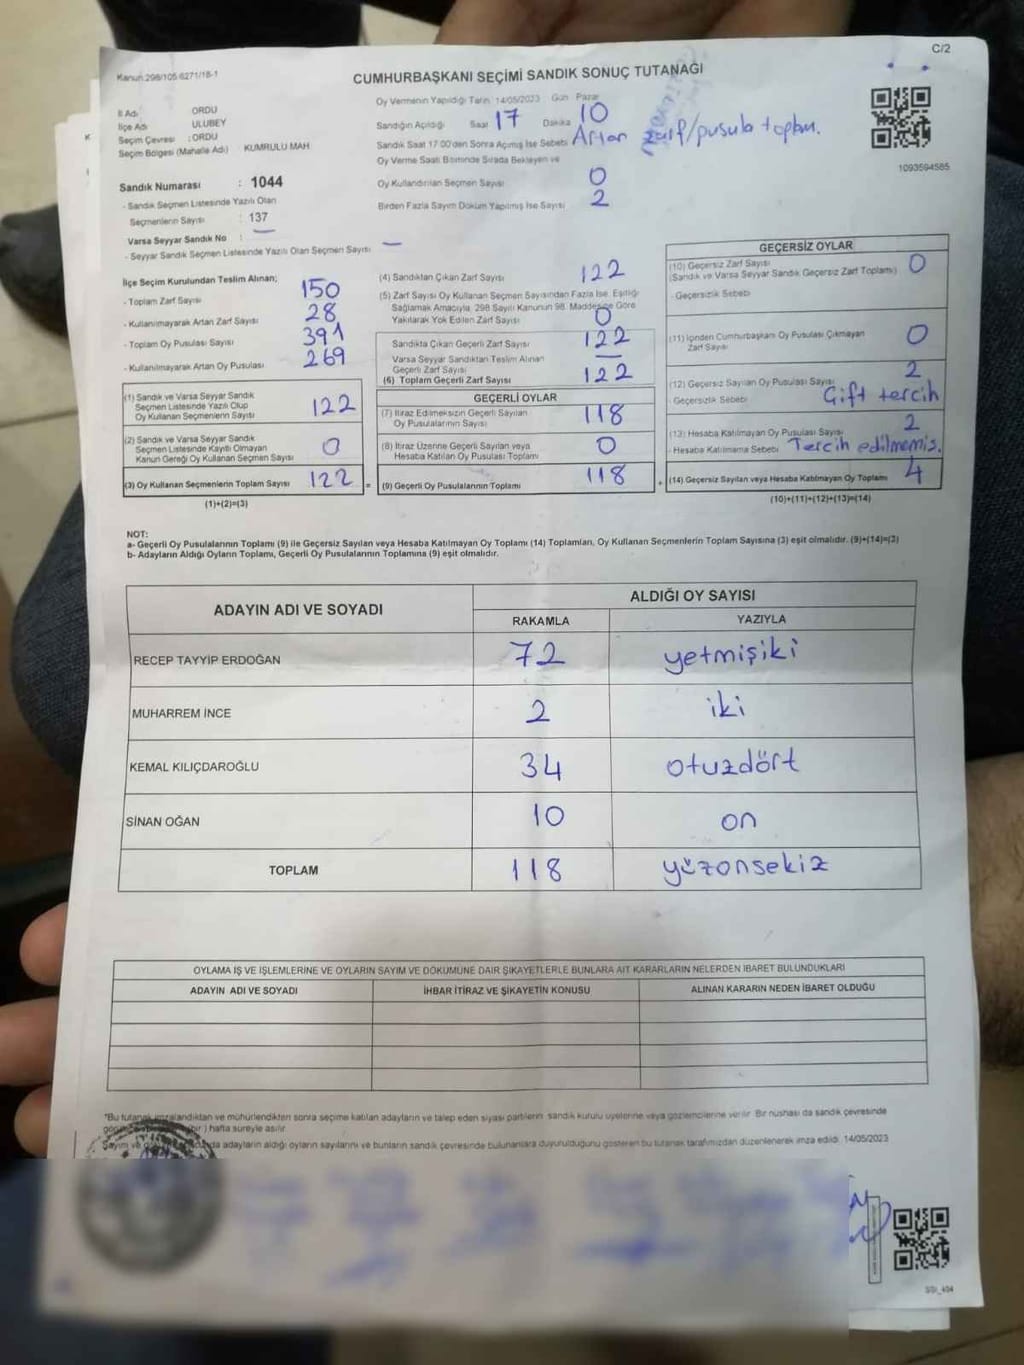 C/2
Kanun:298/105 6271/18-1
CUMHURBAŞKANI SEÇİMİ SANDIK SONUÇ TUTANAĞI
İl Adı ORDU
İlçe Adı ULUBEY
Seçim Çevresi : ORDU
Seçim Bölgesi (Mahalle Adı) KUMRULU MAH
Sandık Numarası : 1044
- Sandık Seçmen Listesinde Yazılı Olan
Seçmenlerin Sayısı : 137
Varsa Seyyar Sandık No : —
- Seyyar Sandık Seçmen Listesinde Yazılı Olan Seçmen Sayısı —
Oy Vermenin Yapıldığı Tarih 14/05/2023 Gün Pazar
Sandığın Açıldığı Saat 17 Dakika 10
Sandık Saat 17.00'den Sonra Açılmış İse Sebebi Artan zarf/pusula toplan.
Oy Verme Saati Bitiminde Sırada Bekleyen ve
Oy Kullandırılan Seçmen Sayısı 0
Birden Fazla Sayım Döküm Yapılmış İse Sayısı 2
1093594585
İlçe Seçim Kurulundan Teslim Alınan;
- Toplam Zarf Sayısı 150
- Kullanılmayarak Artan Zarf Sayısı 28
- Toplam Oy Pusulası Sayısı 391
- Kullanılmayarak Artan Oy Pusulası 269
(1) Sandık ve Varsa Seyyar Sandık
Seçmen Listesinde Yazılı Olup
Oy Kullanan Seçmenlerin Sayısı 122
(2) Sandık ve Varsa Seyyar Sandık
Seçmen Listesinde Kayıtlı Olmayan
Kanun Gereği Oy Kullanan Seçmen Sayısı 0
(3) Oy Kullanan Seçmenlerin Toplam Sayısı 122 =
(1)+(2)=(3)
(4) Sandıktan Çıkan Zarf Sayısı 122
(5) Zarf Sayısı Oy Kullanan Seçmen Sayısından Fazla İse, Eşitliği
Sağlamak Amacıyla, 298 Sayılı Kanunun 98. Maddesine Göre
Yakılarak Yok Edilen Zarf Sayısı 0
Sandıkta Çıkan Geçerli Zarf Sayısı 122
Varsa Seyyar Sandıktan Teslim Alınan
Geçerli Zarf Sayısı —
(6) Toplam Geçerli Zarf Sayısı 122
GEÇERLİ OYLAR
(7) İtiraz Edilmeksizin Geçerli Sayılan
Oy Pusulalarının Sayısı 118
(8) İtiraz Üzerine Geçerli Sayılan veya
Hesaba Katılan Oy Pusulası Toplamı 0
(9) Geçerli Oy Pusulalarının Toplamı 118 +
GEÇERSİZ OYLAR
(10) Geçersiz Zarf Sayısı
(Sandık ve Varsa Seyyar Sandık Geçersiz Zarf Toplamı) 0
- Geçersizlik Sebebi
(11) İçinden Cumhurbaşkanı Oy Pusulası Çıkmayan
Zarf Sayısı 0
(12) Geçersiz Sayılan Oy Pusulası Sayısı 2
- Geçersizlik Sebebi Çift tercih
(13) Hesaba Katılmayan Oy Pusulası Sayısı 2
- Hesaba Katılmama Sebebi Tercih edilmemiş.
(14) Geçersiz Sayılan veya Hesaba Katılmayan Oy Toplamı 4
(10)+(11)+(12)+(13)=(14)
NOT:
a- Geçerli Oy Pusulalarının Toplamı (9) ile Geçersiz Sayılan veya Hesaba Katılmayan Oy Toplamı (14) Toplamları, Oy Kullanan Seçmenlerin Toplam Sayısına (3) eşit olmalıdır. (9)+(14)=(3)
b- Adayların Aldığı Oyların Toplamı, Geçerli Oy Pusulalarının Toplamına (9) eşit olmalıdır.
ADAYIN ADI VE SOYADI ALDIĞI OY SAYISI
RAKAMLA YAZIYLA
RECEP TAYYİP ERDOĞAN 72 yetmişiki
MUHARREM İNCE 2 iki
KEMAL KILIÇDAROĞLU 34 otuzdört
SİNAN OĞAN 10 on
TOPLAM 118 yüzonsekiz
OYLAMA İŞ VE İŞLEMLERİNE VE OYLARIN SAYIM VE DÖKÜMÜNE DAİR ŞİKAYETLERLE BUNLARA AİT KARARLARIN NELERDEN İBARET BULUNDUKLARI
ADAYIN ADI VE SOYADI İHBAR İTİRAZ VE ŞİKAYETİN KONUSU ALINAN KARARIN NEDEN İBARET OLDUĞU
"Bu tutanak imzalandıktan ve mühürlendikten sonra seçime katılan adayların ve talep eden siyasi partilerin sandık kurulu üyelerine veya gözlemcilerine verilir. Bir nüshası da sandık çevresinde
hafta süreyle asılır.
Sayım ve adayların aldığı oyların sayılarını ve bunların sandık çevresinde bulunanlara duyurulduğunu gösteren bu tutanak tarafımızdan düzenlenerek imza edildi. 14/05/2023